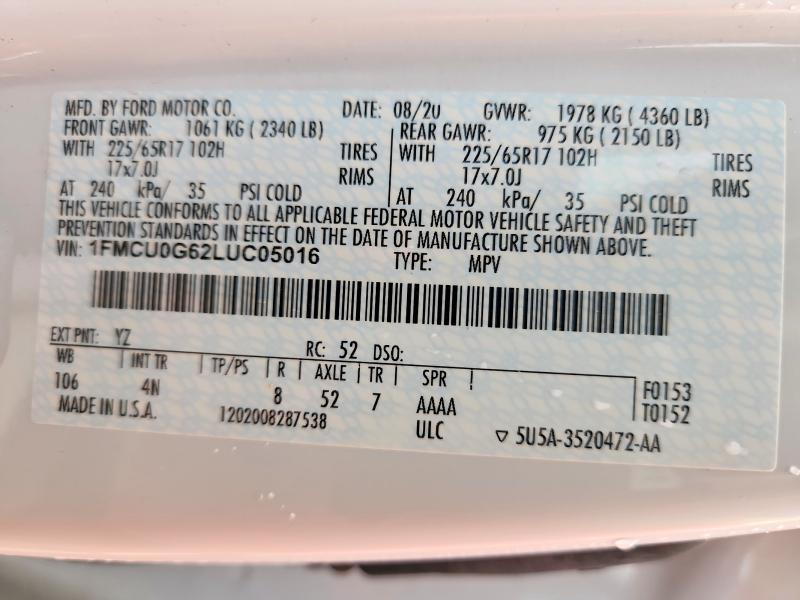 MFD. BY FORD MOTOR CO. DATE: 08/20 GVWR: 1978 KG ( 4360 LB)
FRONT GAWR: 1061 KG ( 2340 LB) REAR GAWR: 975 KG ( 2150 LB)
WITH 225/65R17 102H TIRES WITH 225/65R17 102H TIRES
17x7.0J RIMS 17x7.0J RIMS
AT 240 kPa/ 35 PSI COLD AT 240 kPa/ 35 PSI COLD
THIS VEHICLE CONFORMS TO ALL APPLICABLE FEDERAL MOTOR VEHICLE SAFETY AND THEFT
PREVENTION STANDARDS IN EFFECT ON THE DATE OF MANUFACTURE SHOWN ABOVE.
VIN: 1FMCU0G62LUC05016 TYPE: MPV
EXT PNT: YZ RC: 52 DSO:
WB INT TR TP/PS R AXLE TR SPR F0153
106 4N 8 52 7 AAAA T0152
MADE IN U.S.A. 1202008287538 ULC ▽ 5U5A-3520472-AA